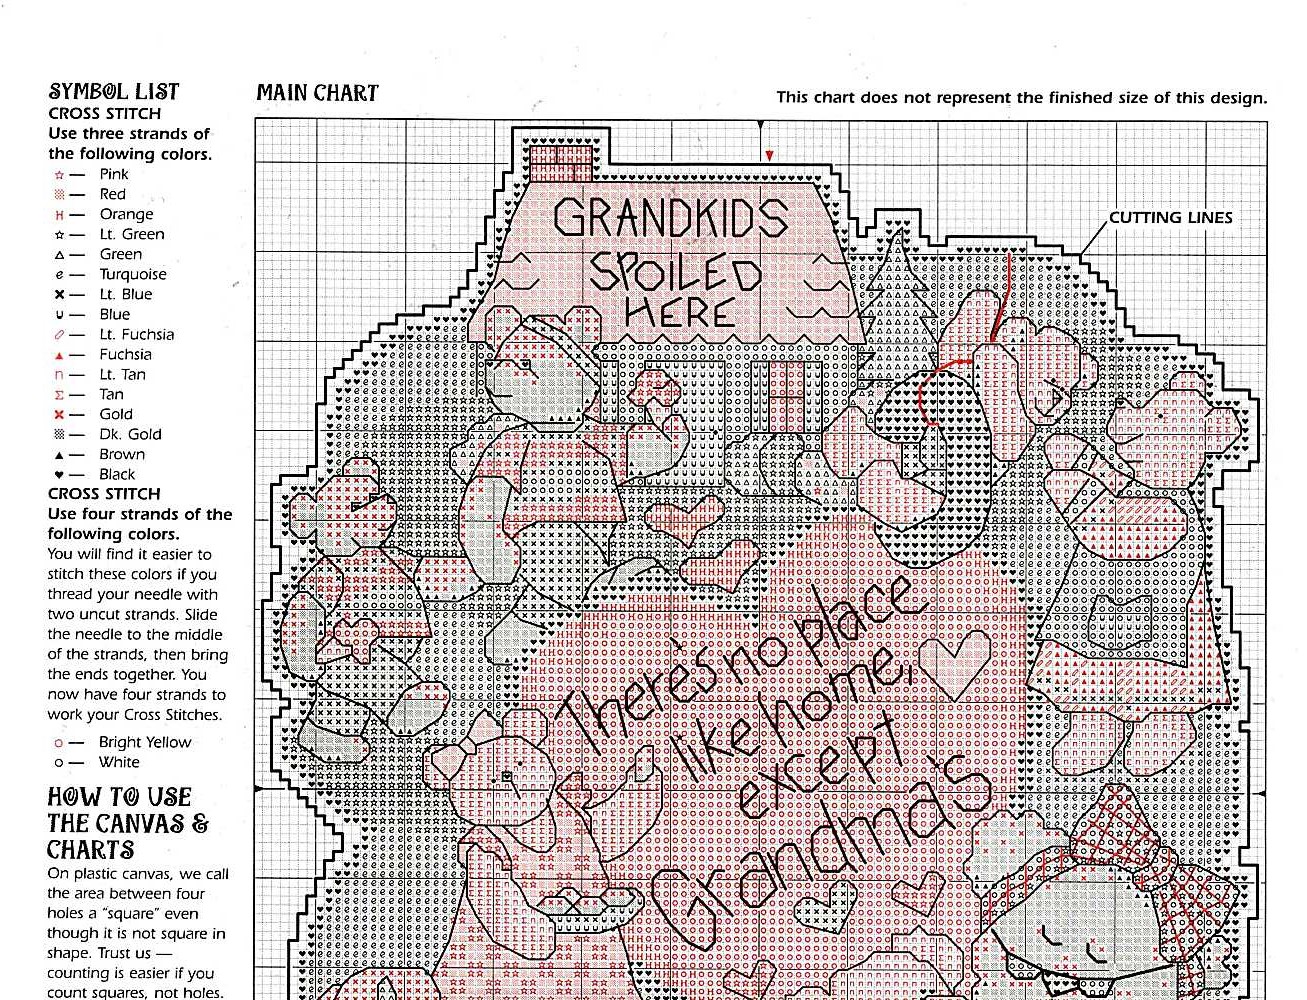 SYMBOL LIST
CROSS STITCH
Use three strands of
the following colors.
☆ — Pink
▒ — Red
H — Orange
☆ — Lt. Green
△ — Green
e — Turquoise
✖ — Lt. Blue
∪ — Blue
⬭ — Lt. Fuchsia
▲ — Fuchsia
n — Lt. Tan
Σ — Tan
✖ — Gold
▒ — Dk. Gold
▲ — Brown
♥ — Black
CROSS STITCH
Use four strands of the
following colors.
You will find it easier to
stitch these colors if you
thread your needle with
two uncut strands. Slide
the needle to the middle
of the strands, then bring
the ends together. You
now have four strands to
work your Cross Stitches.
○ — Bright Yellow
○ — White
HOW TO USE
THE CANVAS &
CHARTS
On plastic canvas, we call
the area between four
holes a “square” even
though it is not square in
shape. Trust us —
counting is easier if you
count squares, not holes.
MAIN CHART
This chart does not represent the finished size of this design.
CUTTING LINES
GRANDKIDS
SPOILED
HERE
There's no place
like home,
except
Grandma's